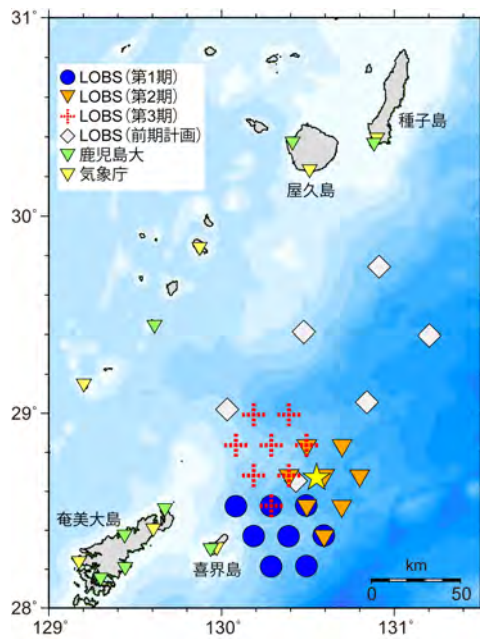 31°
LOBS(第1期)
LOBS(第2期)
LOBS(第3期)
LOBS(前期計画)
鹿児島大
気象庁
種子島
屋久島
30°
29°
奄美大島
喜界島
km
0 50
28°
129° 130° 131°